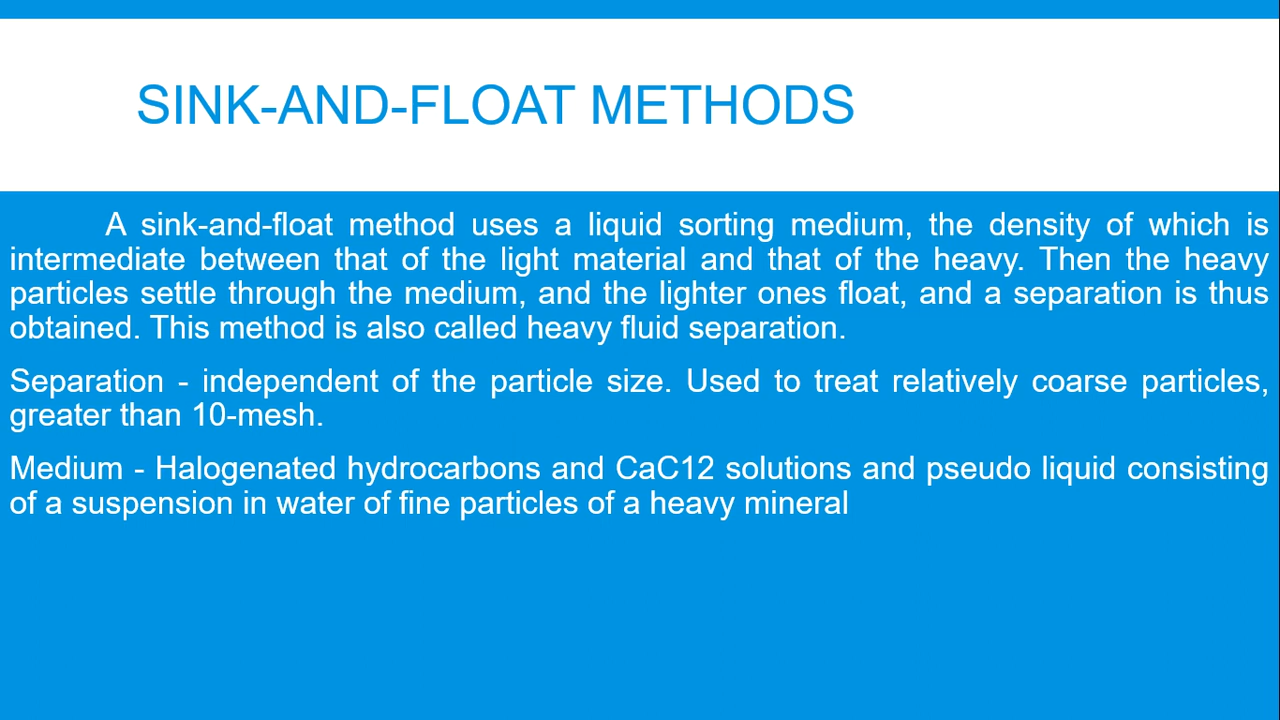 SINK-AND-FLOAT METHODS
A sink-and-float method uses a liquid sorting medium, the density of which is
intermediate between that of the light material and that of the heavy. Then the heavy
particles settle through the medium, and the lighter ones float, and a separation is thus
obtained. This method is also called heavy fluid separation.
Separation - independent of the particle size. Used to treat relatively coarse particles,
greater than 10-mesh.
Medium - Halogenated hydrocarbons and CaC12 solutions and pseudo liquid consisting
of a suspension in water of fine particles of a heavy mineral